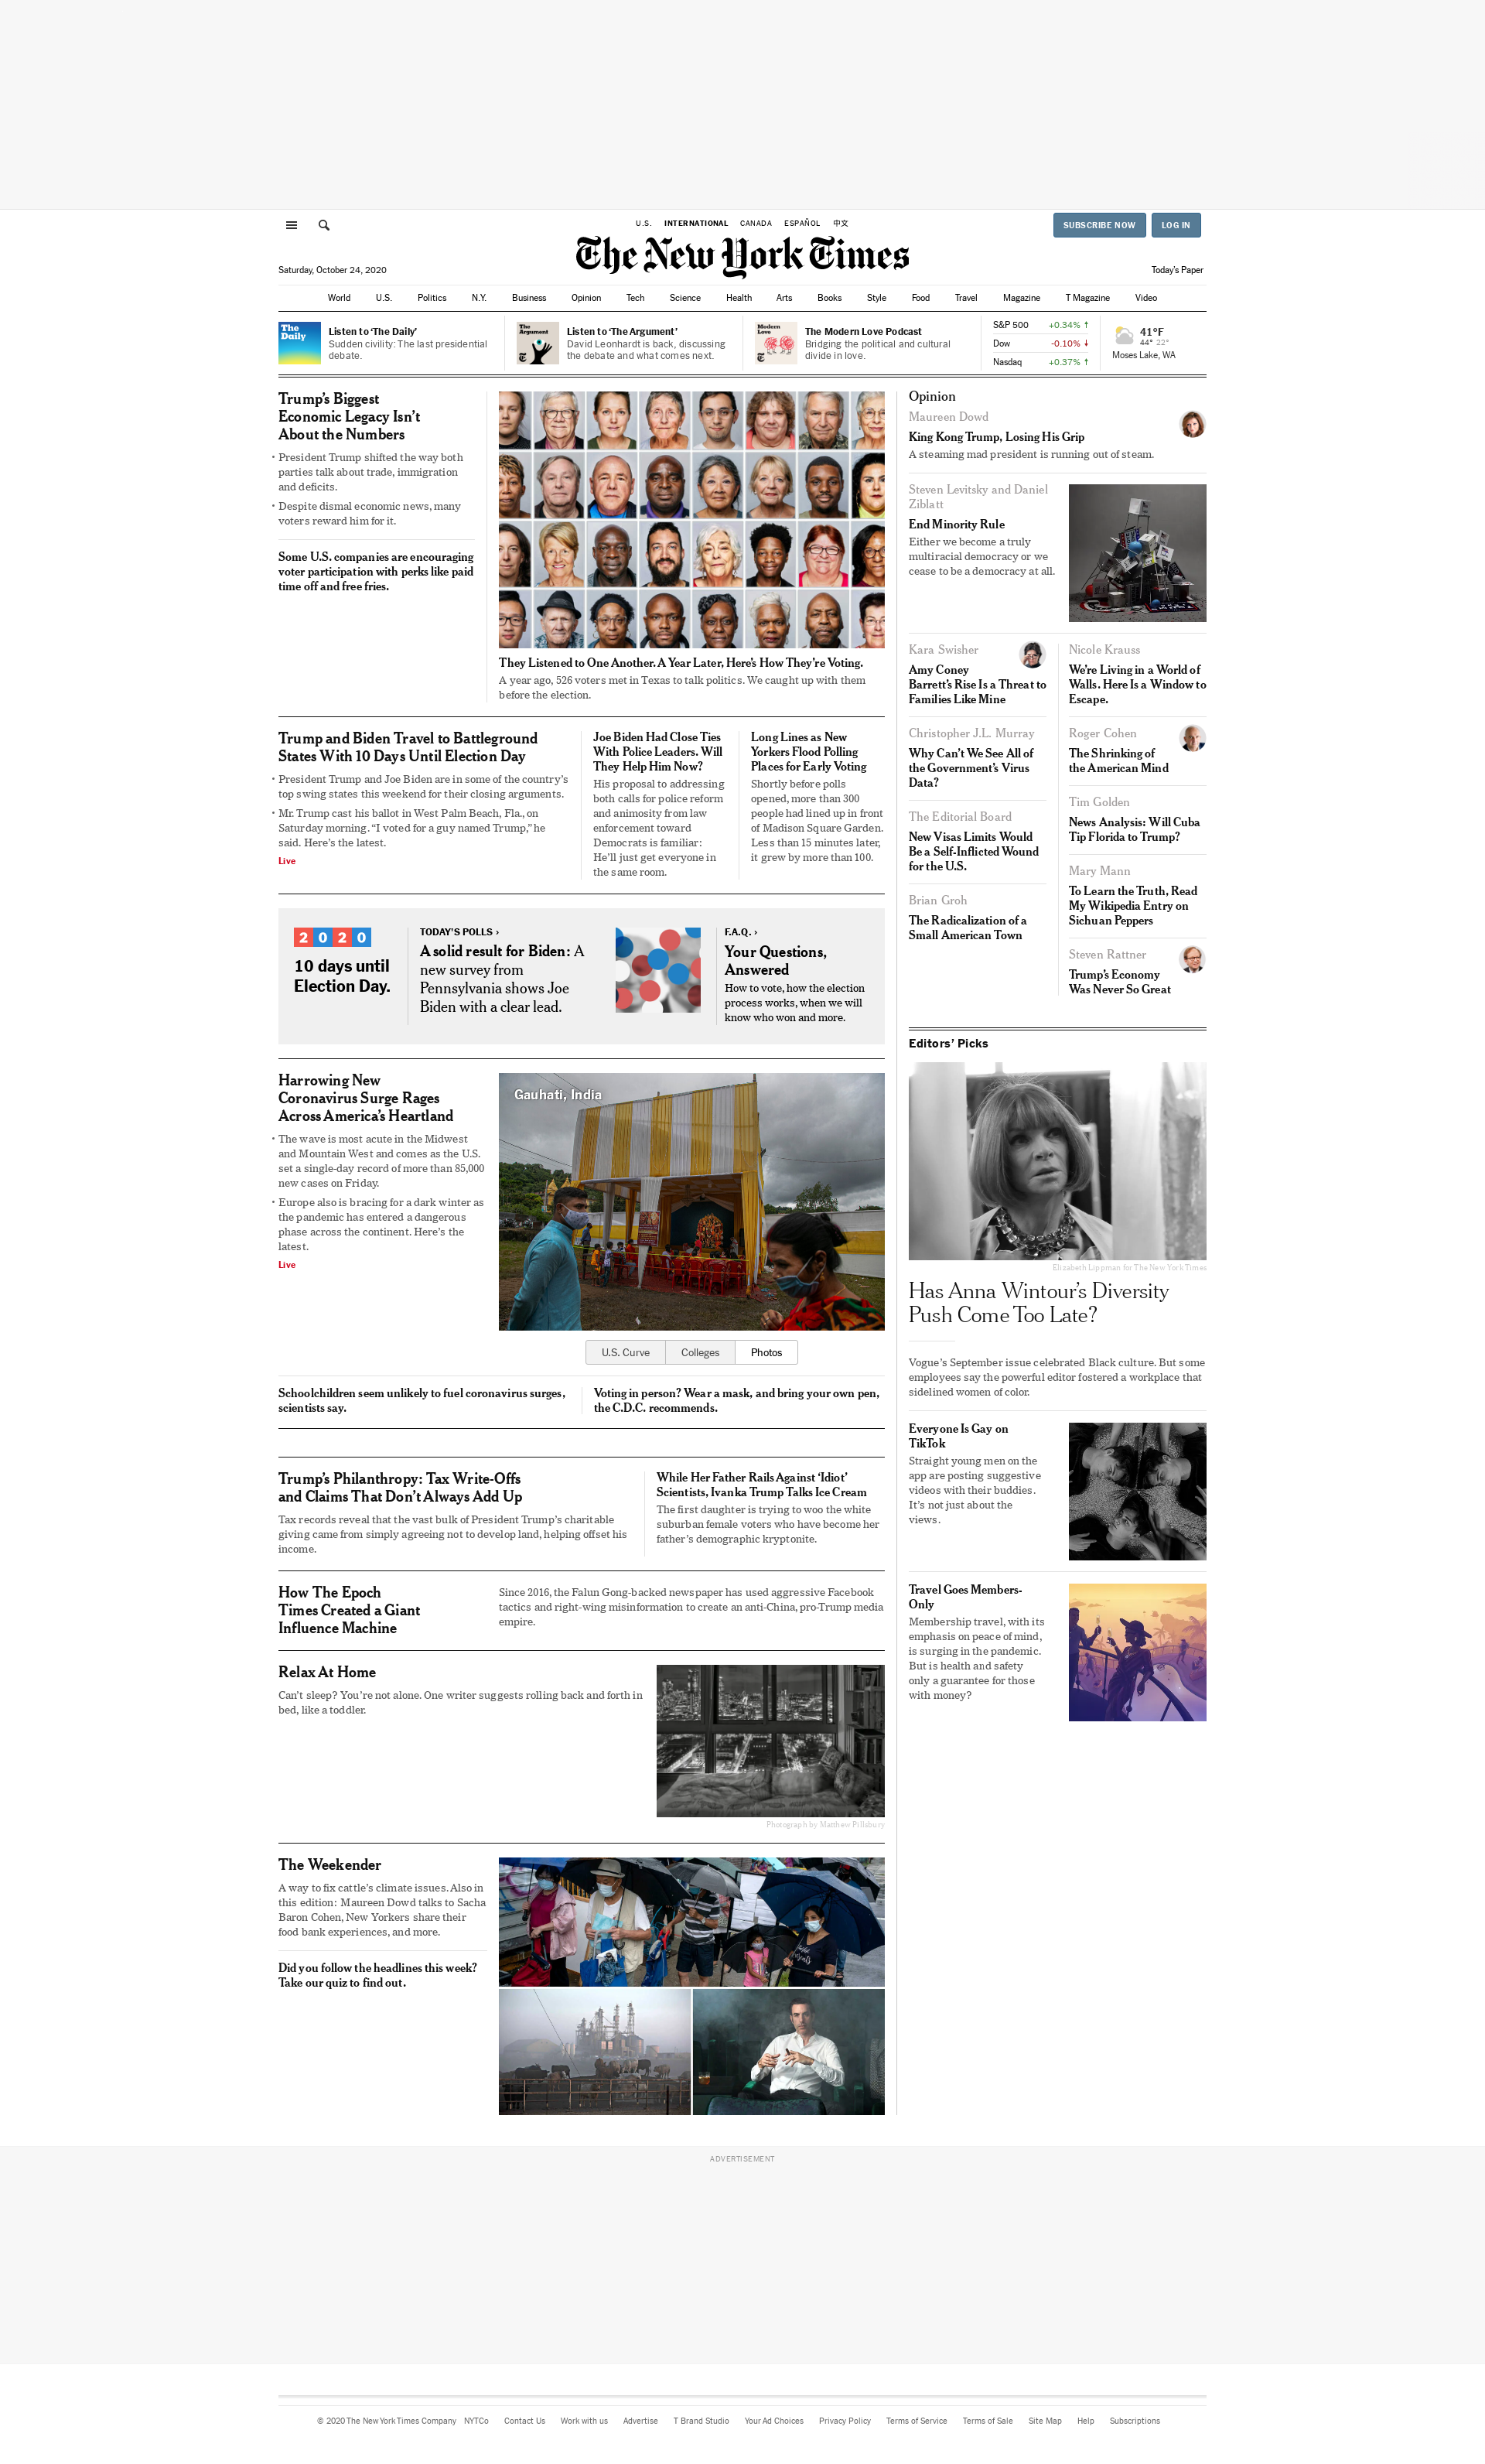 U.S. INTERNATIONAL CANADA ESPAÑOL 中文
SUBSCRIBE NOW LOG IN
The New York Times
Saturday, October 24, 2020
Today's Paper
World U.S. Politics N.Y. Business Opinion Tech Science Health Arts Books Style Food Travel Magazine T Magazine Video
The Daily
Listen to ‘The Daily’
Sudden civility: The last presidential
debate.
The Argument
Listen to ‘The Argument’
David Leonhardt is back, discussing
the debate and what comes next.
Modern Love
The Modern Love Podcast
Bridging the political and cultural
divide in love.
S&P 500 +0.34% ↑
Dow -0.10% ↓
Nasdaq +0.37% ↑
41°F
44° 22°
Moses Lake, WA
Trump’s Biggest
Economic Legacy Isn’t
About the Numbers
• President Trump shifted the way both
parties talk about trade, immigration
and deficits.
• Despite dismal economic news, many
voters reward him for it.
Some U.S. companies are encouraging
voter participation with perks like paid
time off and free fries.
They Listened to One Another. A Year Later, Here’s How They’re Voting.
A year ago, 526 voters met in Texas to talk politics. We caught up with them
before the election.
Trump and Biden Travel to Battleground
States With 10 Days Until Election Day
• President Trump and Joe Biden are in some of the country’s
top swing states this weekend for their closing arguments.
• Mr. Trump cast his ballot in West Palm Beach, Fla., on
Saturday morning. “I voted for a guy named Trump,” he
said. Here’s the latest.
Live
Joe Biden Had Close Ties
With Police Leaders. Will
They Help Him Now?
His proposal to addressing
both calls for police reform
and animosity from law
enforcement toward
Democrats is familiar:
He’ll just get everyone in
the same room.
Long Lines as New
Yorkers Flood Polling
Places for Early Voting
Shortly before polls
opened, more than 300
people had lined up in front
of Madison Square Garden.
Less than 15 minutes later,
it grew by more than 100.
2020
10 days until
Election Day.
TODAY’S POLLS ›
A solid result for Biden: A
new survey from
Pennsylvania shows Joe
Biden with a clear lead.
F.A.Q. ›
Your Questions,
Answered
How to vote, how the election
process works, when we will
know who won and more.
Harrowing New
Coronavirus Surge Rages
Across America’s Heartland
• The wave is most acute in the Midwest
and Mountain West and comes as the U.S.
set a single-day record of more than 85,000
new cases on Friday.
• Europe also is bracing for a dark winter as
the pandemic has entered a dangerous
phase across the continent. Here’s the
latest.
Live
Gauhati, India
U.S. Curve Colleges Photos
Schoolchildren seem unlikely to fuel coronavirus surges,
scientists say.
Voting in person? Wear a mask, and bring your own pen,
the C.D.C. recommends.
Trump’s Philanthropy: Tax Write-Offs
and Claims That Don’t Always Add Up
Tax records reveal that the vast bulk of President Trump’s charitable
giving came from simply agreeing not to develop land, helping offset his
income.
While Her Father Rails Against ‘Idiot’
Scientists, Ivanka Trump Talks Ice Cream
The first daughter is trying to woo the white
suburban female voters who have become her
father’s demographic kryptonite.
How The Epoch
Times Created a Giant
Influence Machine
Since 2016, the Falun Gong-backed newspaper has used aggressive Facebook
tactics and right-wing misinformation to create an anti-China, pro-Trump media
empire.
Relax At Home
Can’t sleep? You’re not alone. One writer suggests rolling back and forth in
bed, like a toddler.
Photograph by Matthew Pillsbury
The Weekender
A way to fix cattle’s climate issues. Also in
this edition: Maureen Dowd talks to Sacha
Baron Cohen, New Yorkers share their
food bank experiences, and more.
Did you follow the headlines this week?
Take our quiz to find out.
Opinion
Maureen Dowd
King Kong Trump, Losing His Grip
A steaming mad president is running out of steam.
Steven Levitsky and Daniel
Ziblatt
End Minority Rule
Either we become a truly
multiracial democracy or we
cease to be a democracy at all.
Kara Swisher
Amy Coney
Barrett’s Rise Is a Threat to
Families Like Mine
Christopher J.L. Murray
Why Can’t We See All of
the Government’s Virus
Data?
The Editorial Board
New Visas Limits Would
Be a Self-Inflicted Wound
for the U.S.
Brian Groh
The Radicalization of a
Small American Town
Nicole Krauss
We’re Living in a World of
Walls. Here Is a Window to
Escape.
Roger Cohen
The Shrinking of
the American Mind
Tim Golden
News Analysis: Will Cuba
Tip Florida to Trump?
Mary Mann
To Learn the Truth, Read
My Wikipedia Entry on
Sichuan Peppers
Steven Rattner
Trump’s Economy
Was Never So Great
Editors’ Picks
Elizabeth Lippman for The New York Times
Has Anna Wintour’s Diversity
Push Come Too Late?
Vogue’s September issue celebrated Black culture. But some
employees say the powerful editor fostered a workplace that
sidelined women of color.
Everyone Is Gay on
TikTok
Straight young men on the
app are posting suggestive
videos with their buddies.
It’s not just about the
views.
Travel Goes Members-
Only
Membership travel, with its
emphasis on peace of mind,
is surging in the pandemic.
But is health and safety
only a guarantee for those
with money?
ADVERTISEMENT
© 2020 The New York Times Company NYTCo Contact Us Work with us Advertise T Brand Studio Your Ad Choices Privacy Policy Terms of Service Terms of Sale Site Map Help Subscriptions